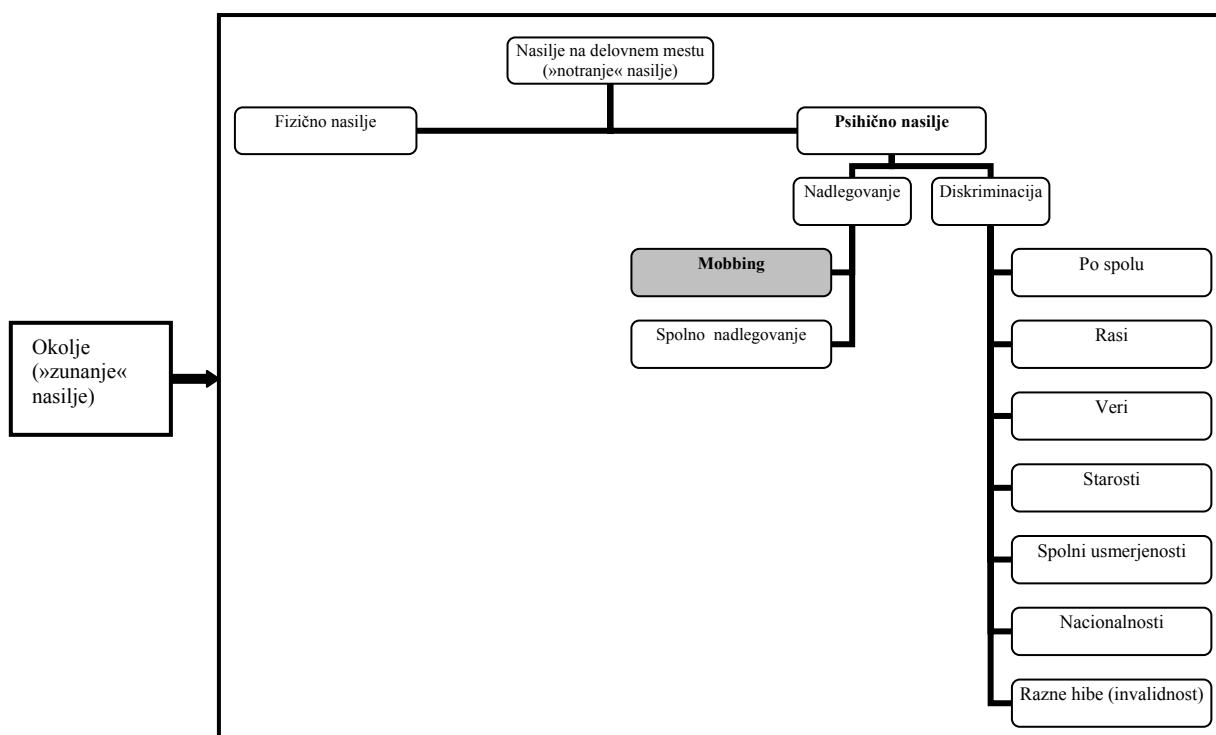 Nasilje na delovnem mestu
(»notranje« nasilje)
Fizično nasilje
Psihično nasilje
Nadlegovanje
Diskriminacija
Mobbing
Po spolu
Spolno nadlegovanje
Rasi
Okolje
(»zunanje«
nasilje)
Veri
Starosti
Spolni usmerjenosti
Nacionalnosti
Razne hibe (invalidnost)